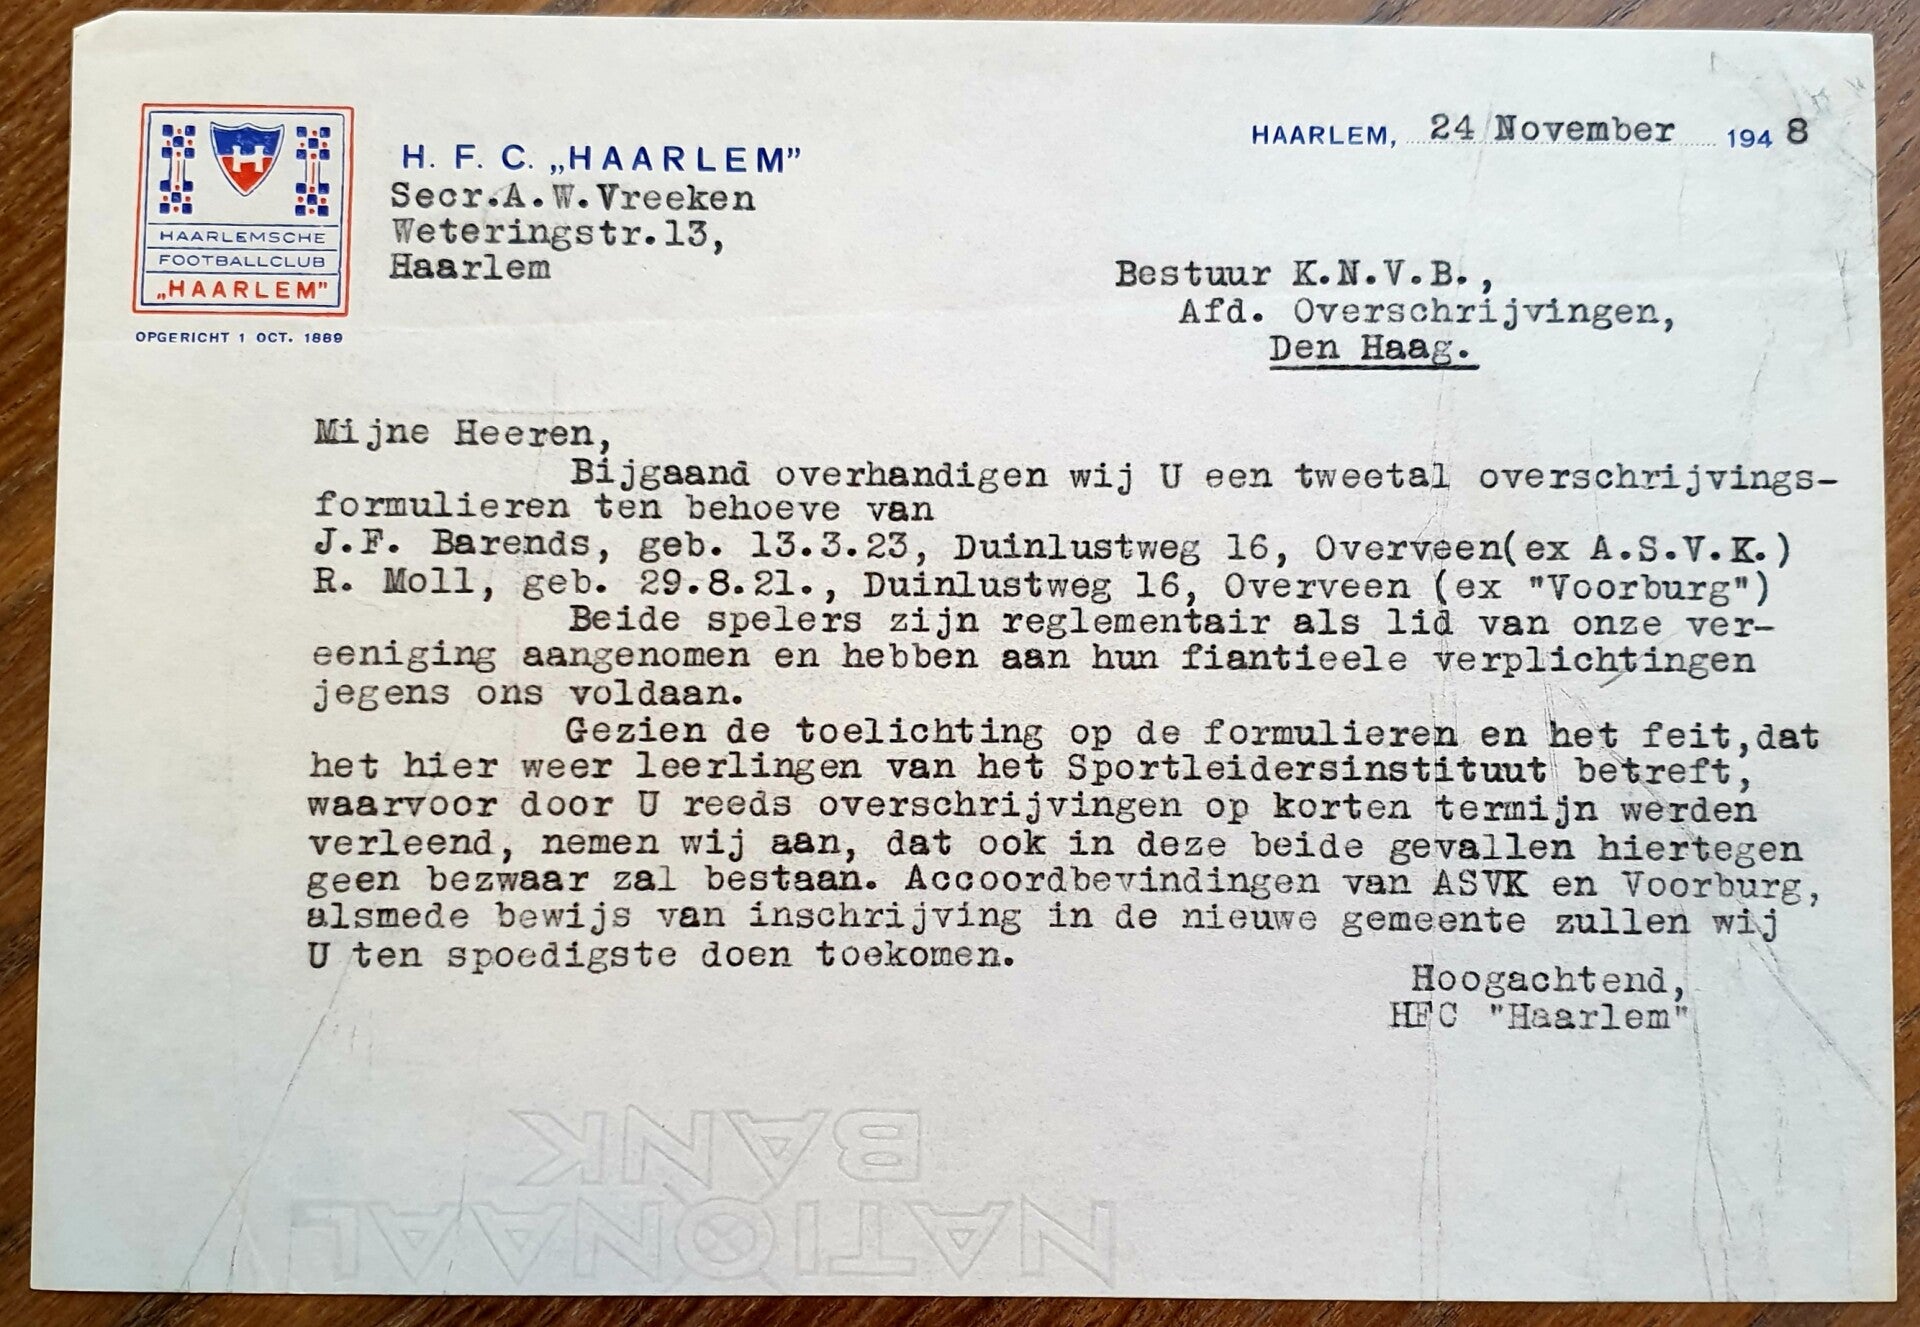 HAARLEMSCHE
FOOTBALLCLUB
„HAARLEM”
OPGERICHT 1 OCT. 1889
H. F. C. „HAARLEM”
Secr.A.W.Vreeken
Weteringstr.13,
Haarlem
HAARLEM, 24 November 1948
Bestuur K.N.V.B.,
Afd. Overschrijvingen,
Den Haag.
Mijne Heeren,
Bijgaand overhandigen wij U een tweetal overschrijvings-
formulieren ten behoeve van
J.F. Barends, geb. 13.3.23, Duinlustweg 16, Overveen(ex A.S.V.K.)
R. Moll, geb. 29.8.21., Duinlustweg 16, Overveen (ex "Voorburg")
Beide spelers zijn reglementair als lid van onze ver-
eeniging aangenomen en hebben aan hun fiantieele verplichtingen
jegens ons voldaan.
Gezien de toelichting op de formulieren en het feit,dat
het hier weer leerlingen van het Sportleidersinstituut betreft,
waarvoor door U reeds overschrijvingen op korten termijn werden
verleend, nemen wij aan, dat ook in deze beide gevallen hiertegen
geen bezwaar zal bestaan. Accoordbevindingen van ASVK en Voorburg,
alsmede bewijs van inschrijving in de nieuwe gemeente zullen wij
U ten spoedigste doen toekomen.
Hoogachtend,
HFC "Haarlem"
NATIONAAL
BANK